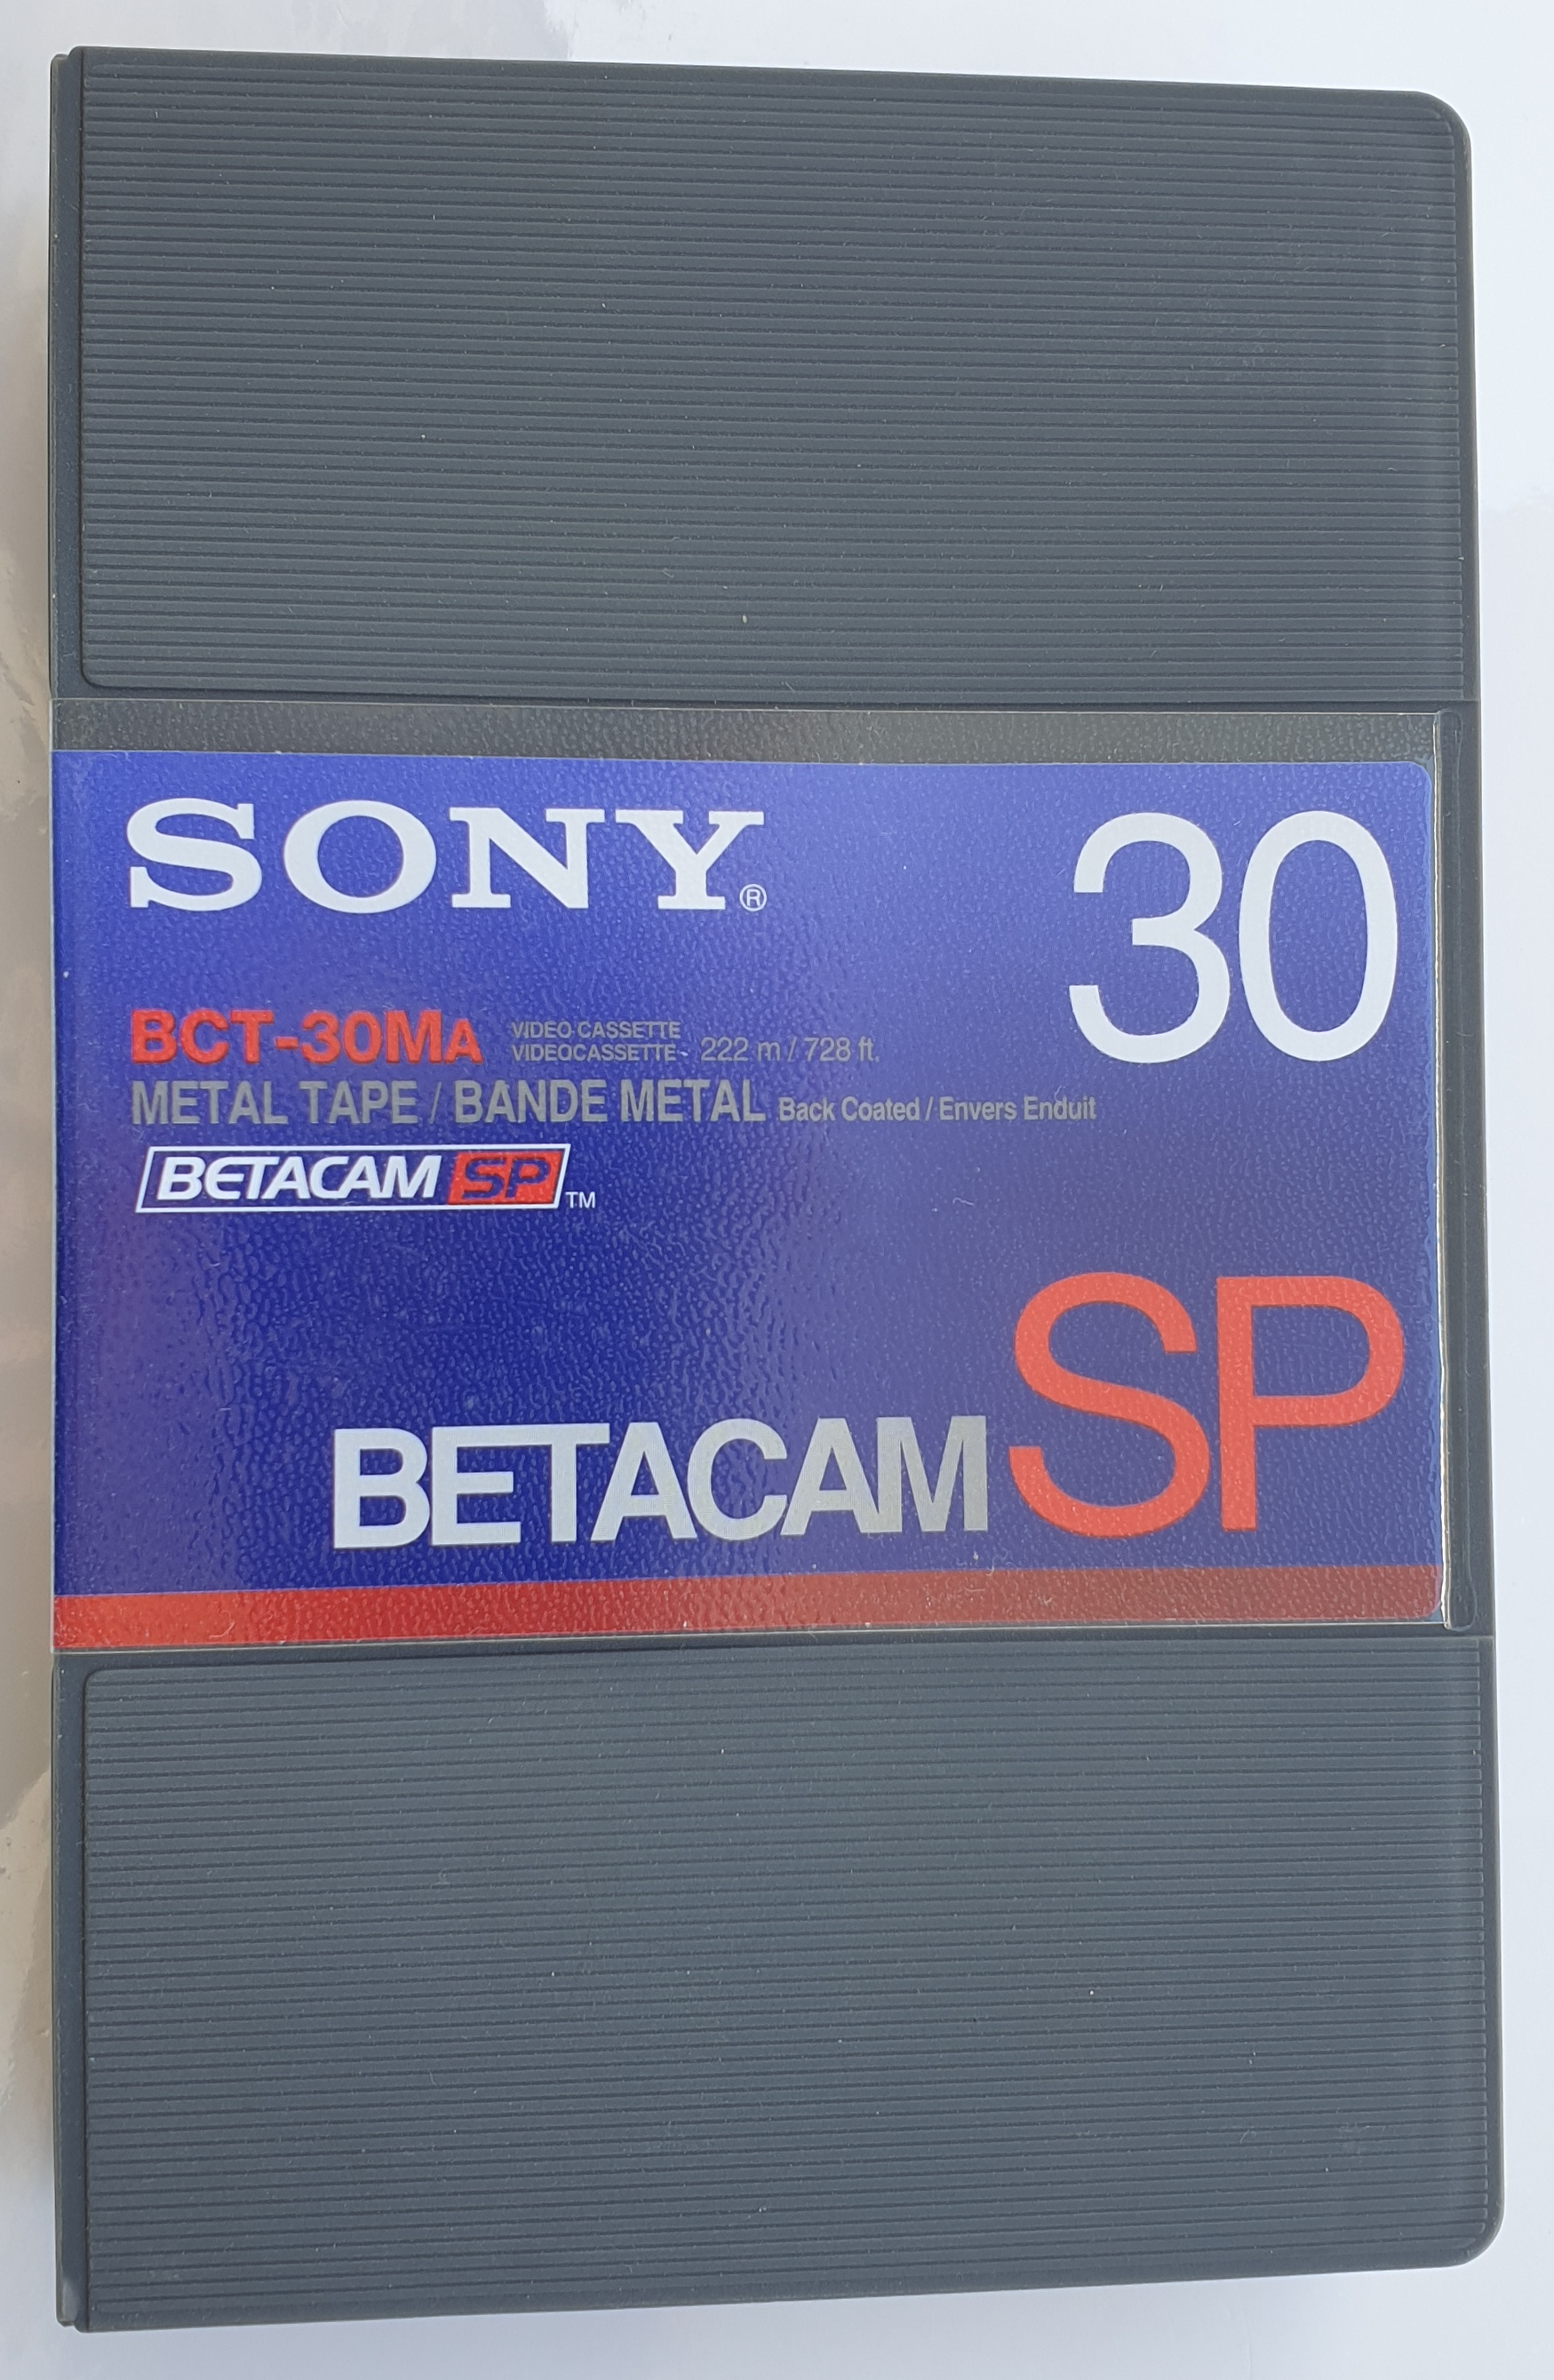 SONY®
30
BCT-30MA VIDEO CASSETTE
VIDEOCASSETTE 222 m / 728 ft.
METAL TAPE / BANDE METAL Back Coated / Envers Enduit
BETACAM SP TM
BETACAM SP